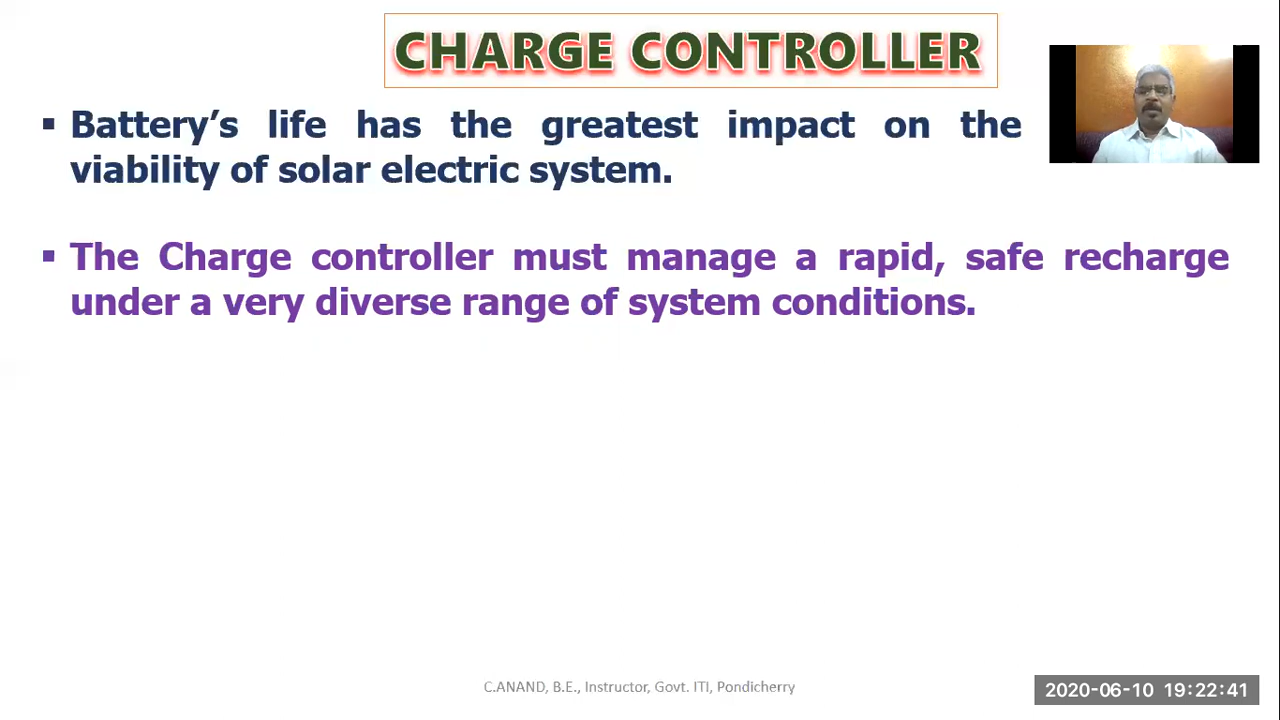 CHARGE CONTROLLER
▪ Battery’s life has the greatest impact on the
viability of solar electric system.
▪ The Charge controller must manage a rapid, safe recharge
under a very diverse range of system conditions.
C.ANAND, B.E., Instructor, Govt. ITI, Pondicherry
2020-06-10 19:22:41